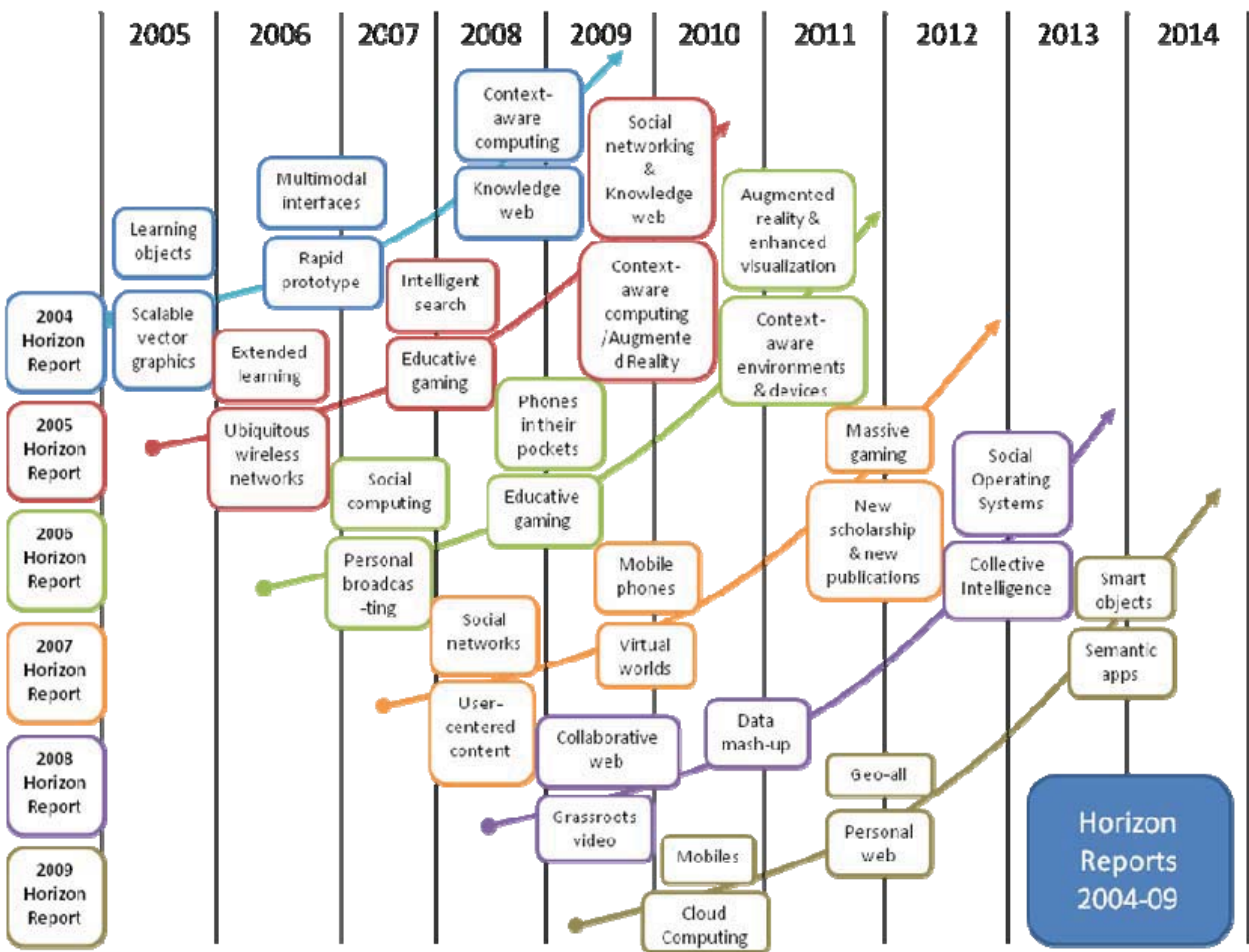 2005 2006 2007 2008 2009 2010 2011 2012 2013 2014
2004
Horizon
Report
2005
Horizon
Report
2006
Horizon
Report
2007
Horizon
Report
2008
Horizon
Report
2009
Horizon
Report
Learning
objects
Scalable
vector
graphics
Multimodal
interfaces
Rapid
prototype
Context-
aware
computing
Knowledge
web
Extended
learning
Ubiquitous
wireless
networks
Intelligent
search
Educative
gaming
Social
networking
&
Knowledge
web
Context-
aware
computing
/Augmente
d Reality
Social
computing
Personal
broadcas
-ting
Phones
in their
pockets
Educative
gaming
Augmented
reality &
enhanced
visualization
Context-
aware
environments
& devices
Social
networks
User-
centered
content
Mobile
phones
Virtual
worlds
Massive
gaming
New
scholarship
& new
publications
Collaborative
web
Grassroots
video
Data
mash-up
Social
Operating
Systems
Collective
Intelligence
Mobiles
Cloud
Computing
Geo-all
Personal
web
Smart
objects
Semantic
apps
Horizon
Reports
2004-09